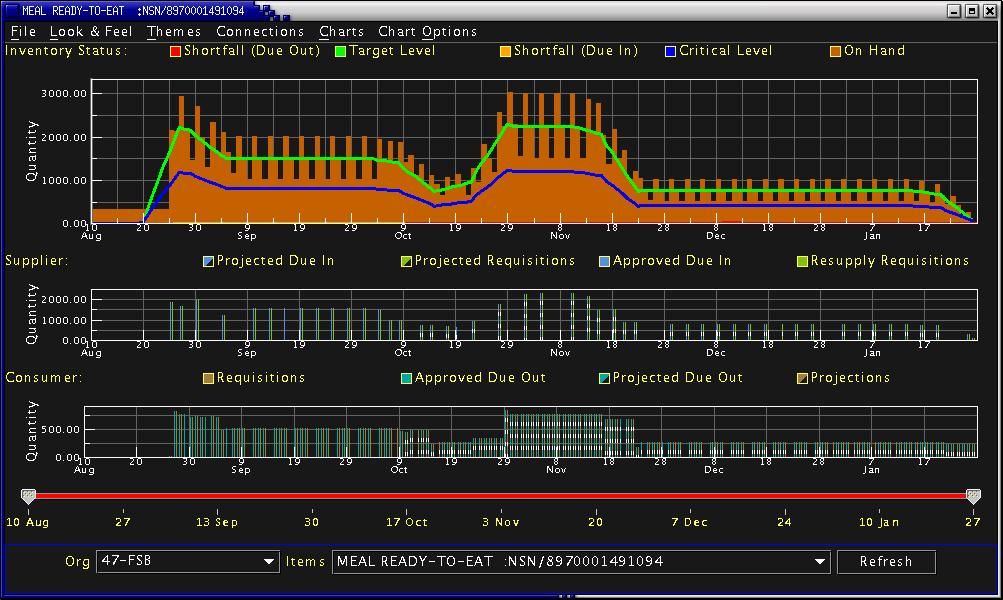 MEAL READY-TO-EAT :NSN/8970001491094
File Look & Feel Themes Connections Charts Chart Options
Inventory Status: Shortfall (Due Out) Target Level Shortfall (Due In) Critical Level On Hand
Quantity
3000.00
2000.00
1000.00
0.00
10 20 30 9 19 29 9 19 29 8 18 28 8 18 28 7 17
Aug Sep Oct Nov Dec Jan
Supplier: Projected Due In Projected Requisitions Approved Due In Resupply Requisitions
Quantity
2000.00
1000.00
0.00
10 20 30 9 19 29 9 19 29 8 18 28 8 18 28 7 17
Aug Sep Oct Nov Dec Jan
Consumer: Requisitions Approved Due Out Projected Due Out Projections
Quantity
500.00
0.00
10 20 30 9 19 29 9 19 29 8 18 28 8 18 28 7 17
Aug Sep Oct Nov Dec Jan
10 Aug 27 13 Sep 30 17 Oct 3 Nov 20 7 Dec 24 10 Jan 27
Org 47-FSB Items MEAL READY-TO-EAT :NSN/8970001491094 Refresh